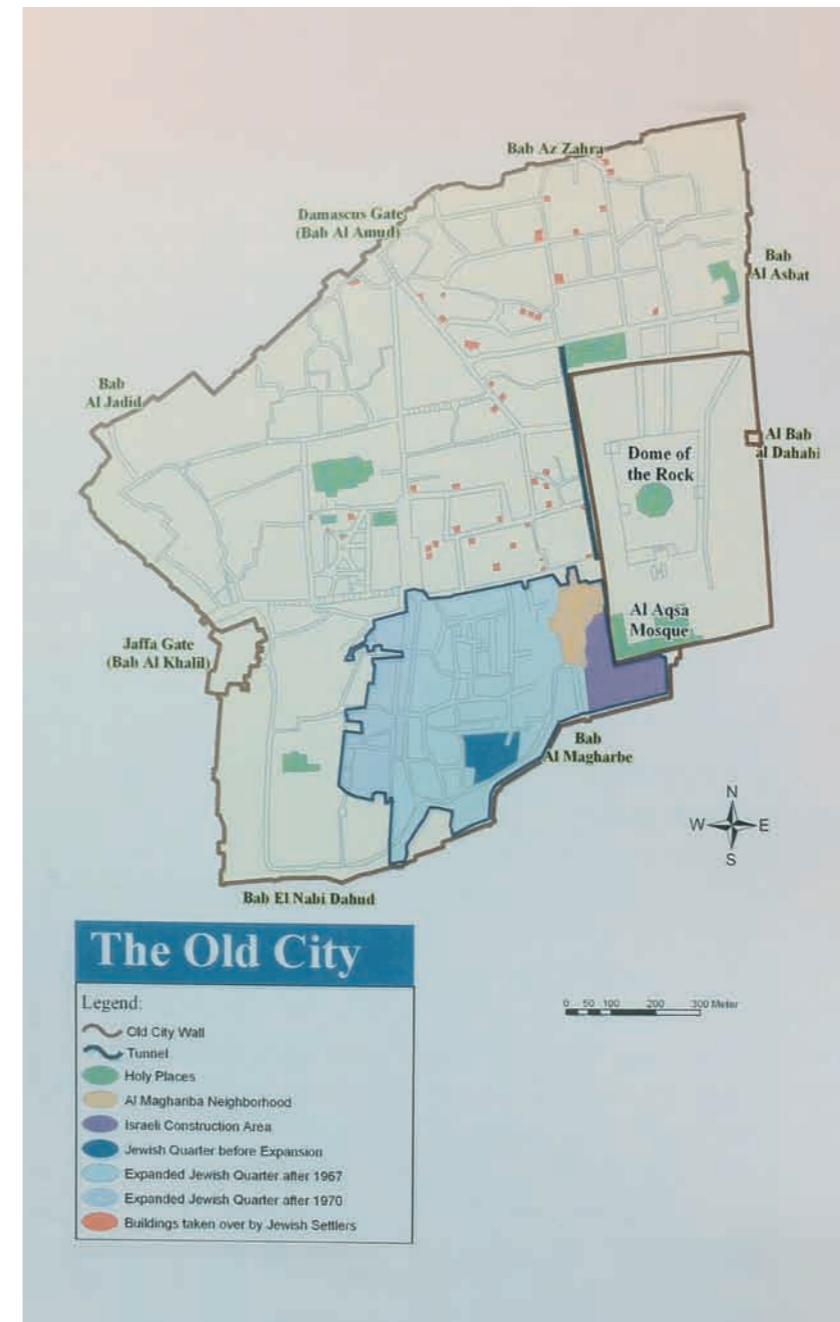 Bab Az Zahra
Damascus Gate
(Bab Al Amud)
Bab
Al Asbat
Bab
Al Jadid
Al Bab
al Dahabi
Dome of
the Rock
Al Aqsa
Mosque
Jaffa Gate
(Bab Al Khalil)
Bab
Al Magharbe
N
W
E
S
Bab El Nabi Dahud
The Old City
Legend:
Old City Wall
Tunnel
Holy Places
Al Maghariba Neighborhood
Israeli Construction Area
Jewish Quarter before Expansion
Expanded Jewish Quarter after 1967
Expanded Jewish Quarter after 1970
Buildings taken over by Jewish Settlers
0 50 100 200 300 Meter